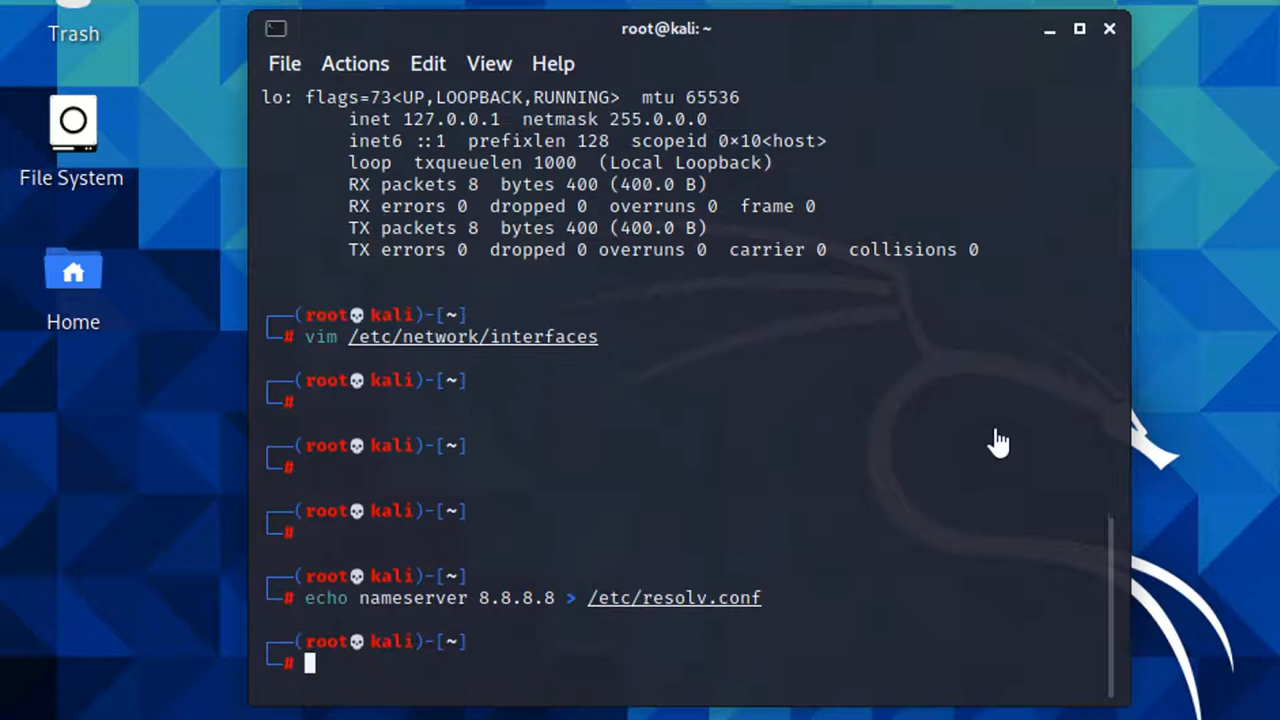 Trash
File System
Home
root@kali: ~
File Actions Edit View Help
lo: flags=73<UP,LOOPBACK,RUNNING>  mtu 65536
        inet 127.0.0.1  netmask 255.0.0.0
        inet6 ::1  prefixlen 128  scopeid 0×10<host>
        loop  txqueuelen 1000  (Local Loopback)
        RX packets 8  bytes 400 (400.0 B)
        RX errors 0  dropped 0  overruns 0  frame 0
        TX packets 8  bytes 400 (400.0 B)
        TX errors 0  dropped 0 overruns 0  carrier 0  collisions 0
┌──(root💀kali)-[~]
└─# vim /etc/network/interfaces
┌──(root💀kali)-[~]
└─#
┌──(root💀kali)-[~]
└─#
┌──(root💀kali)-[~]
└─#
┌──(root💀kali)-[~]
└─# echo nameserver 8.8.8.8 > /etc/resolv.conf
┌──(root💀kali)-[~]
└─#